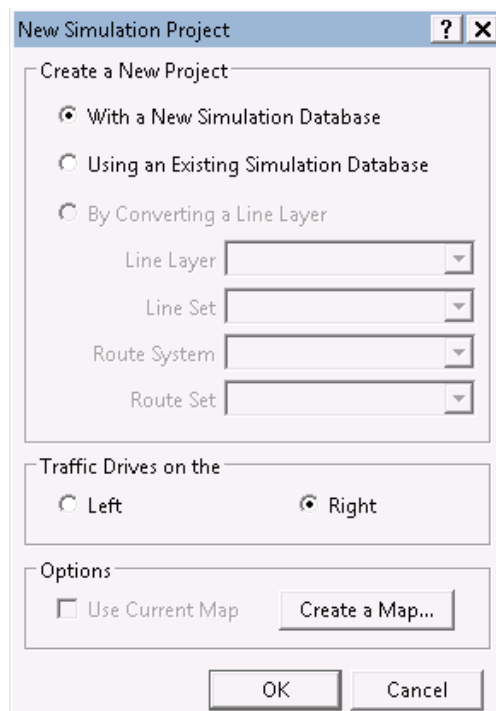 New Simulation Project
Create a New Project
With a New Simulation Database
Using an Existing Simulation Database
By Converting a Line Layer
Line Layer
Line Set
Route System
Route Set
Traffic Drives on the
Left Right
Options
Use Current Map Create a Map...
OK Cancel